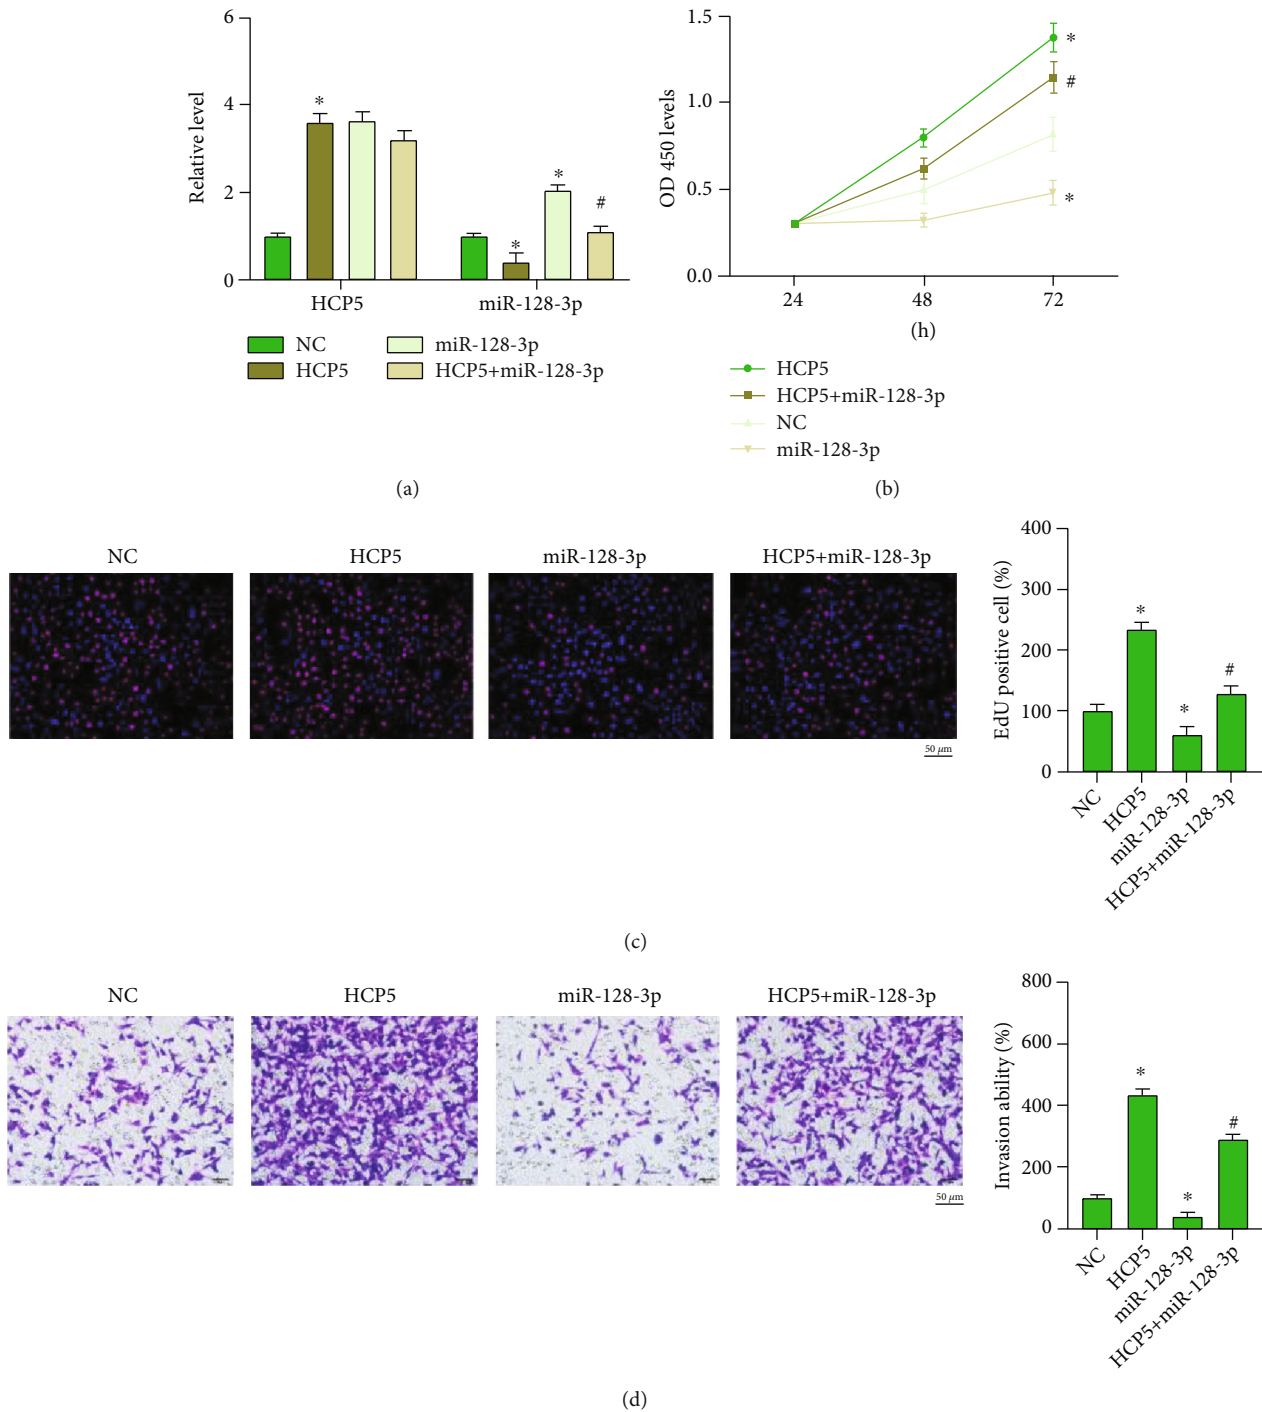 6
4
2
0
Relative level
*
*
*
#
HCP5
miR-128-3p
NC
miR-128-3p
HCP5
HCP5+miR-128-3p
(a)
1.5
1.0
0.5
0.0
OD 450 levels
*
#
*
24
48
72
(h)
HCP5
HCP5+miR-128-3p
NC
miR-128-3p
(b)
NC
HCP5
miR-128-3p
HCP5+miR-128-3p
50 μm
400
300
200
100
0
EdU positive cell (%)
*
*
#
NC
HCP5
miR-128-3p
HCP5+miR-128-3p
(c)
NC
HCP5
miR-128-3p
HCP5+miR-128-3p
50 μm
800
600
400
200
0
Invasion ability (%)
*
*
#
NC
HCP5
miR-128-3p
HCP5+miR-128-3p
(d)